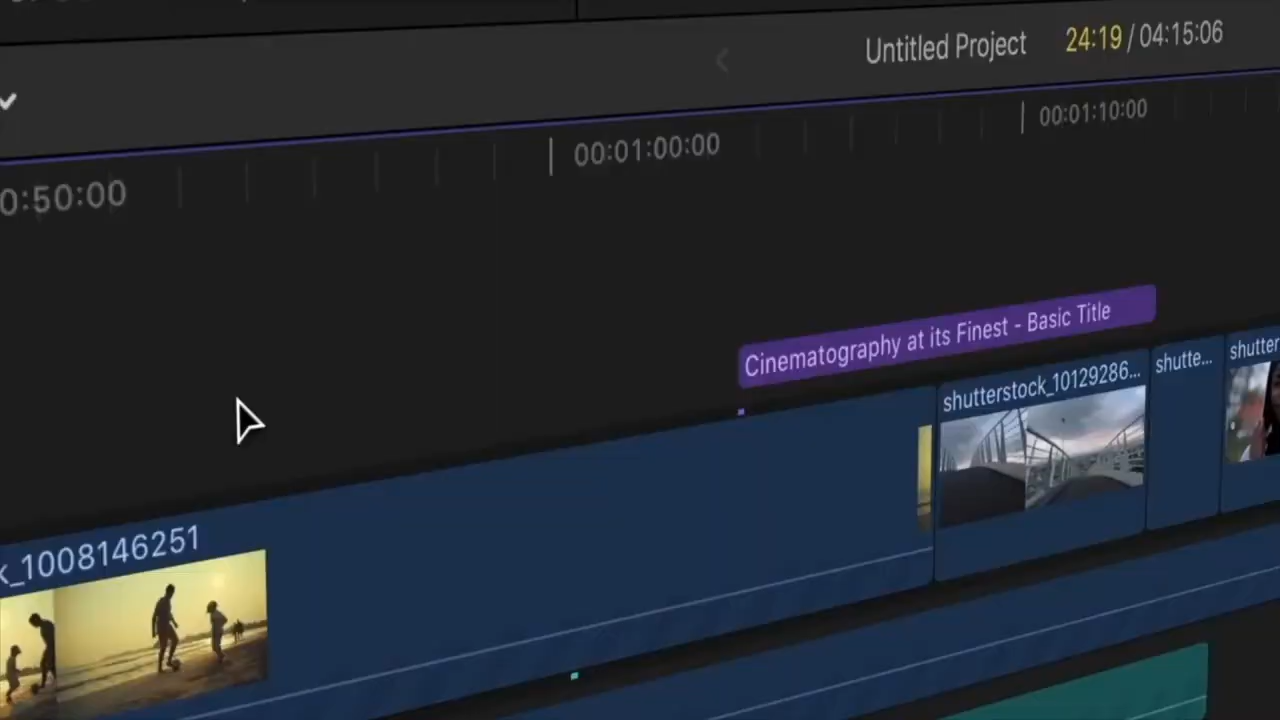 Untitled Project 24:19 / 04:15:06
0:50:00 00:01:00:00 00:01:10:00
Cinematography at its Finest - Basic Title
shutterstock_10129286... shutte... shutter
k_1008146251